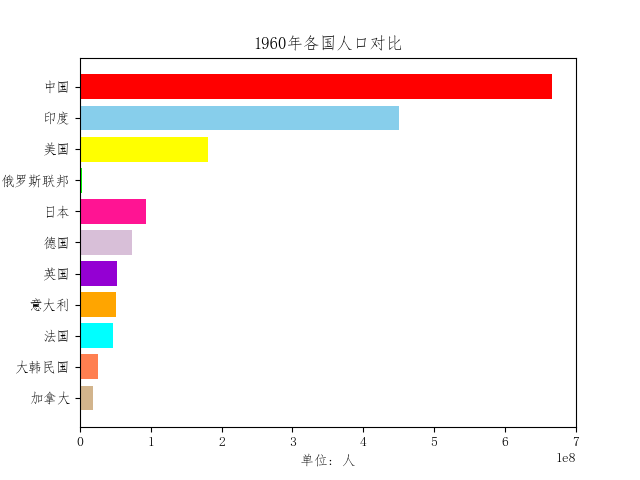 1960年各国人口对比
中国
印度
美国
俄罗斯联邦
日本
德国
英国
意大利
法国
大韩民国
加拿大
0 1 2 3 4 5 6 7
1e8
单位：人